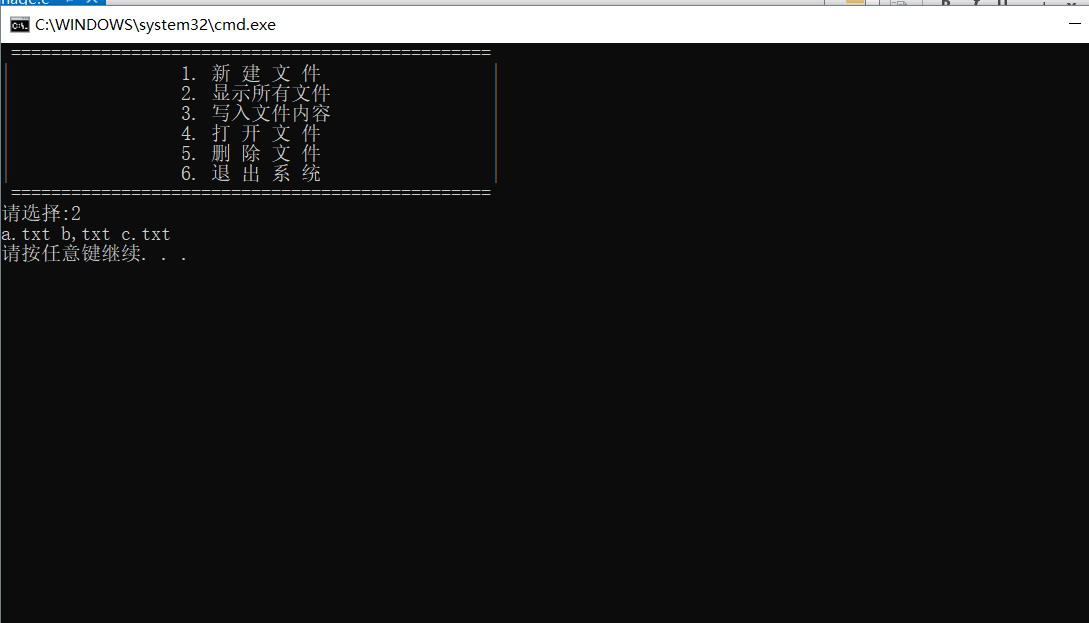 C:\WINDOWS\system32\cmd.exe
================================================
1. 新 建 文 件
2. 显示所有文件
3. 写入文件内容
4. 打 开 文 件
5. 删 除 文 件
6. 退 出 系 统
================================================
请选择:2
a.txt b,txt c.txt
请按任意键继续. . .